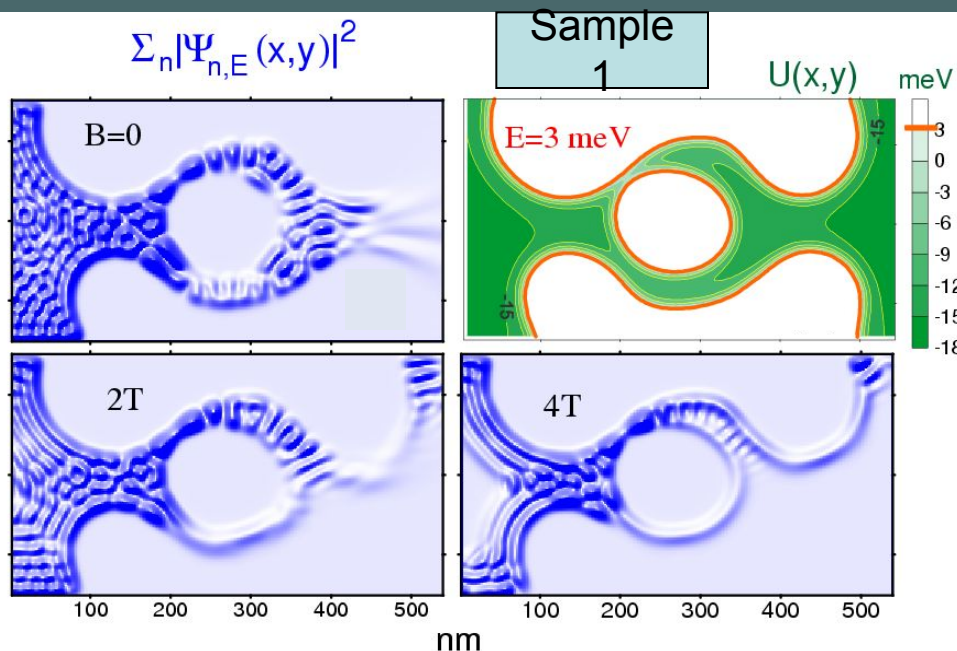 Σₙ|Ψₙ,E (x,y)|²
Sample
1
U(x,y)
meV
B=0
E=3 meV
-15
-15
3
0
-3
-6
-9
-12
-15
-18
2T
4T
100 200 300 400 500
100 200 300 400 500
nm